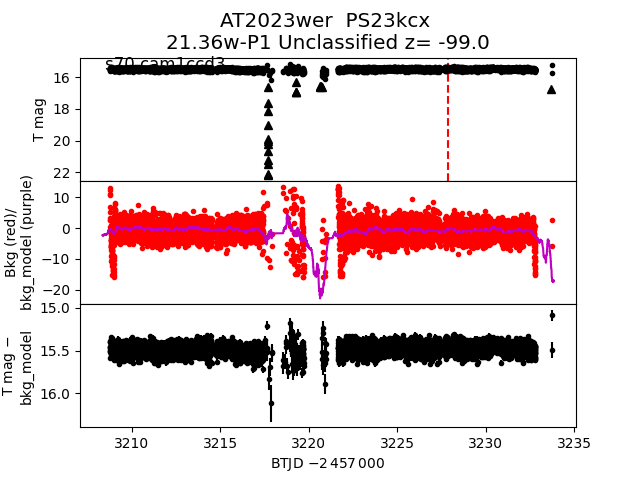 AT2023wer PS23kcx
21.36w-P1 Unclassified z= -99.0
s70 cam1ccd3
T mag
16
18
20
22
Bkg (red)/
bkg_model (purple)
10
0
−10
−20
T mag −
bkg_model
15.0
15.5
16.0
3210
3215
3220
3225
3230
3235
BTJD −2 457 000